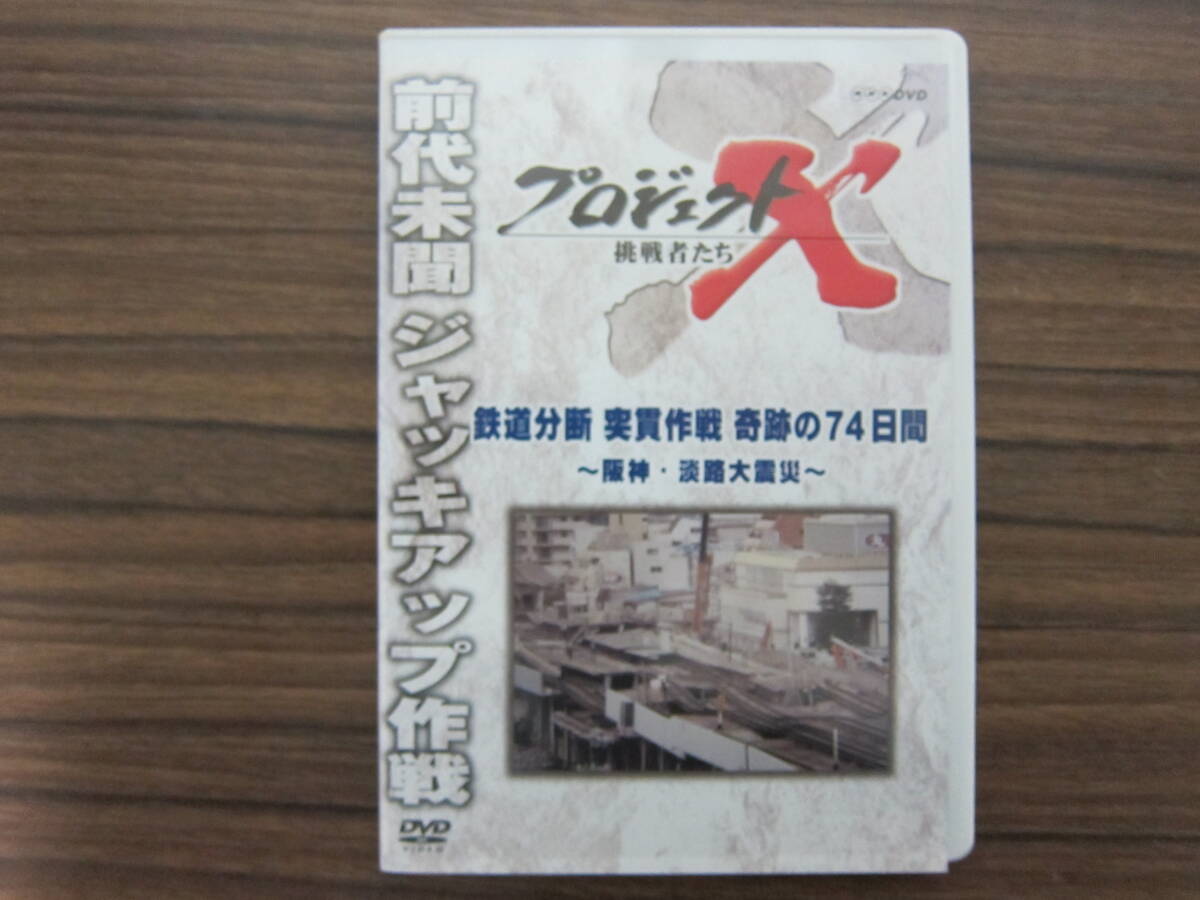 前代未聞 ジャッキアップ作戦
NHK DVD
プロジェクトX
挑戦者たち
鉄道分断 突貫作戦 奇跡の74日間
～阪神・淡路大震災～
DVD
VIDEO